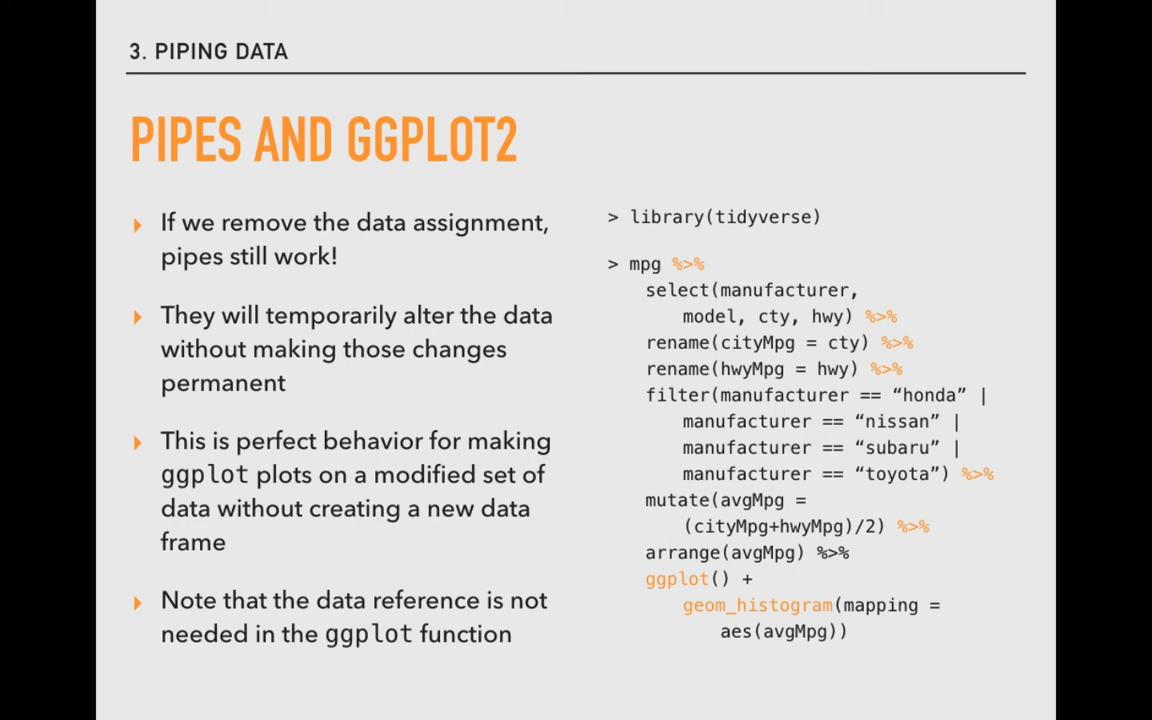 3. PIPING DATA
PIPES AND GGPLOT2
If we remove the data assignment,
pipes still work!
They will temporarily alter the data
without making those changes
permanent
This is perfect behavior for making
ggplot plots on a modified set of
data without creating a new data
frame
Note that the data reference is not
needed in the ggplot function
> library(tidyverse)
> mpg %>%
select(manufacturer,
model, cty, hwy) %>%
rename(cityMpg = cty) %>%
rename(hwyMpg = hwy) %>%
filter(manufacturer == “honda” |
manufacturer == “nissan” |
manufacturer == “subaru” |
manufacturer == “toyota”) %>%
mutate(avgMpg =
(cityMpg+hwyMpg)/2) %>%
arrange(avgMpg) %>%
ggplot() +
geom_histogram(mapping =
aes(avgMpg))